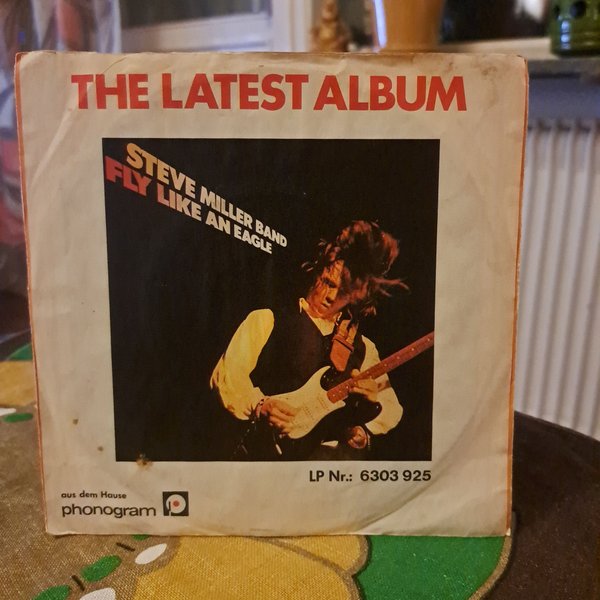 THE LATEST ALBUM
STEVE MILLER BAND
FLY LIKE AN EAGLE
LP Nr.: 6303 925
aus dem Hause
phonogram